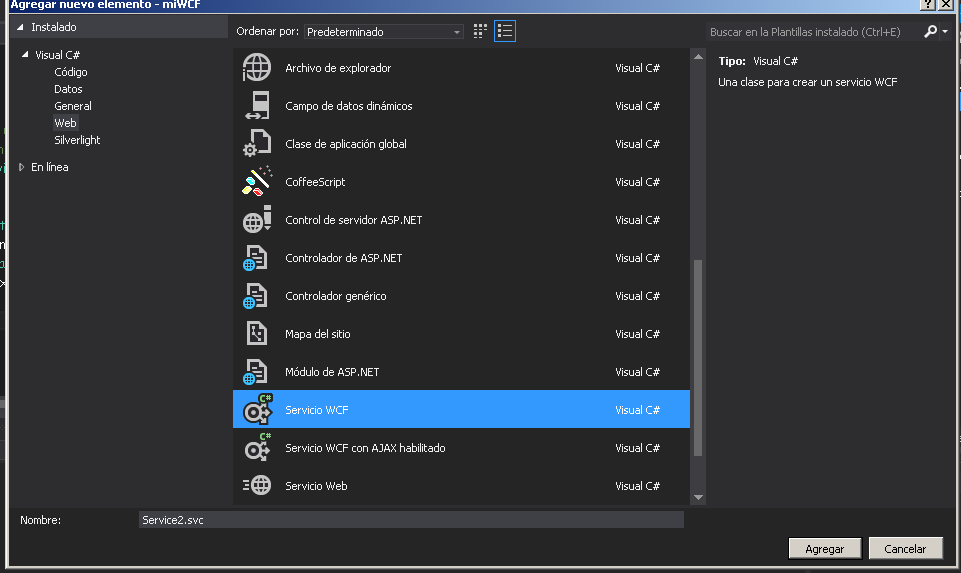 Agregar nuevo elemento - miWCF
Instalado
Ordenar por: Predeterminado
Buscar en la Plantillas instalado (Ctrl+E)
Visual C#
Código
Datos
General
Web
Silverlight
En línea
Archivo de explorador Visual C#
Campo de datos dinámicos Visual C#
Clase de aplicación global Visual C#
CoffeeScript Visual C#
Control de servidor ASP.NET Visual C#
Controlador de ASP.NET Visual C#
Controlador genérico Visual C#
Mapa del sitio Visual C#
Módulo de ASP.NET Visual C#
Servicio WCF Visual C#
Servicio WCF con AJAX habilitado Visual C#
Servicio Web Visual C#
Tipo: Visual C#
Una clase para crear un servicio WCF
Nombre: Service2.svc
Agregar Cancelar